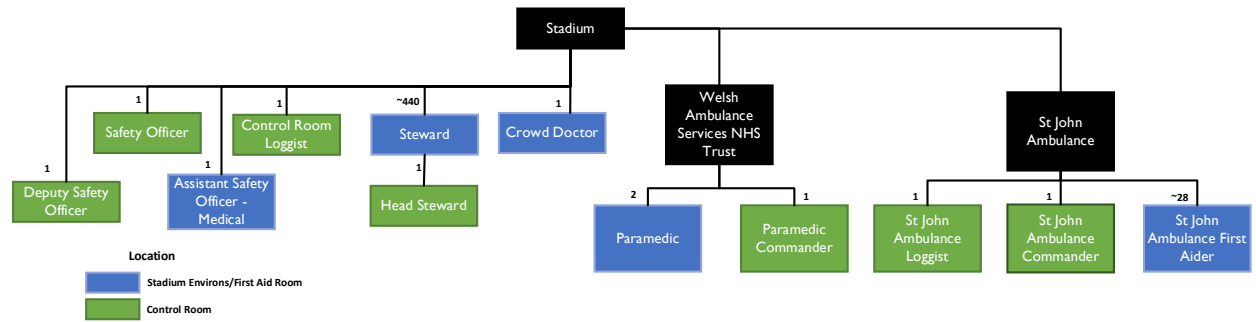 Stadium
1
Safety Officer
1
Control Room
Loggist
~440
Steward
1
Crowd Doctor
1
Deputy Safety
Officer
1
Assistant Safety
Officer -
Medical
1
Head Steward
Welsh
Ambulance
Services NHS
Trust
St John
Ambulance
2
Paramedic
1
Paramedic
Commander
1
St John
Ambulance
Loggist
1
St John
Ambulance
Commander
~28
St John
Ambulance First
Aider
Location
Stadium Environs/First Aid Room
Control Room